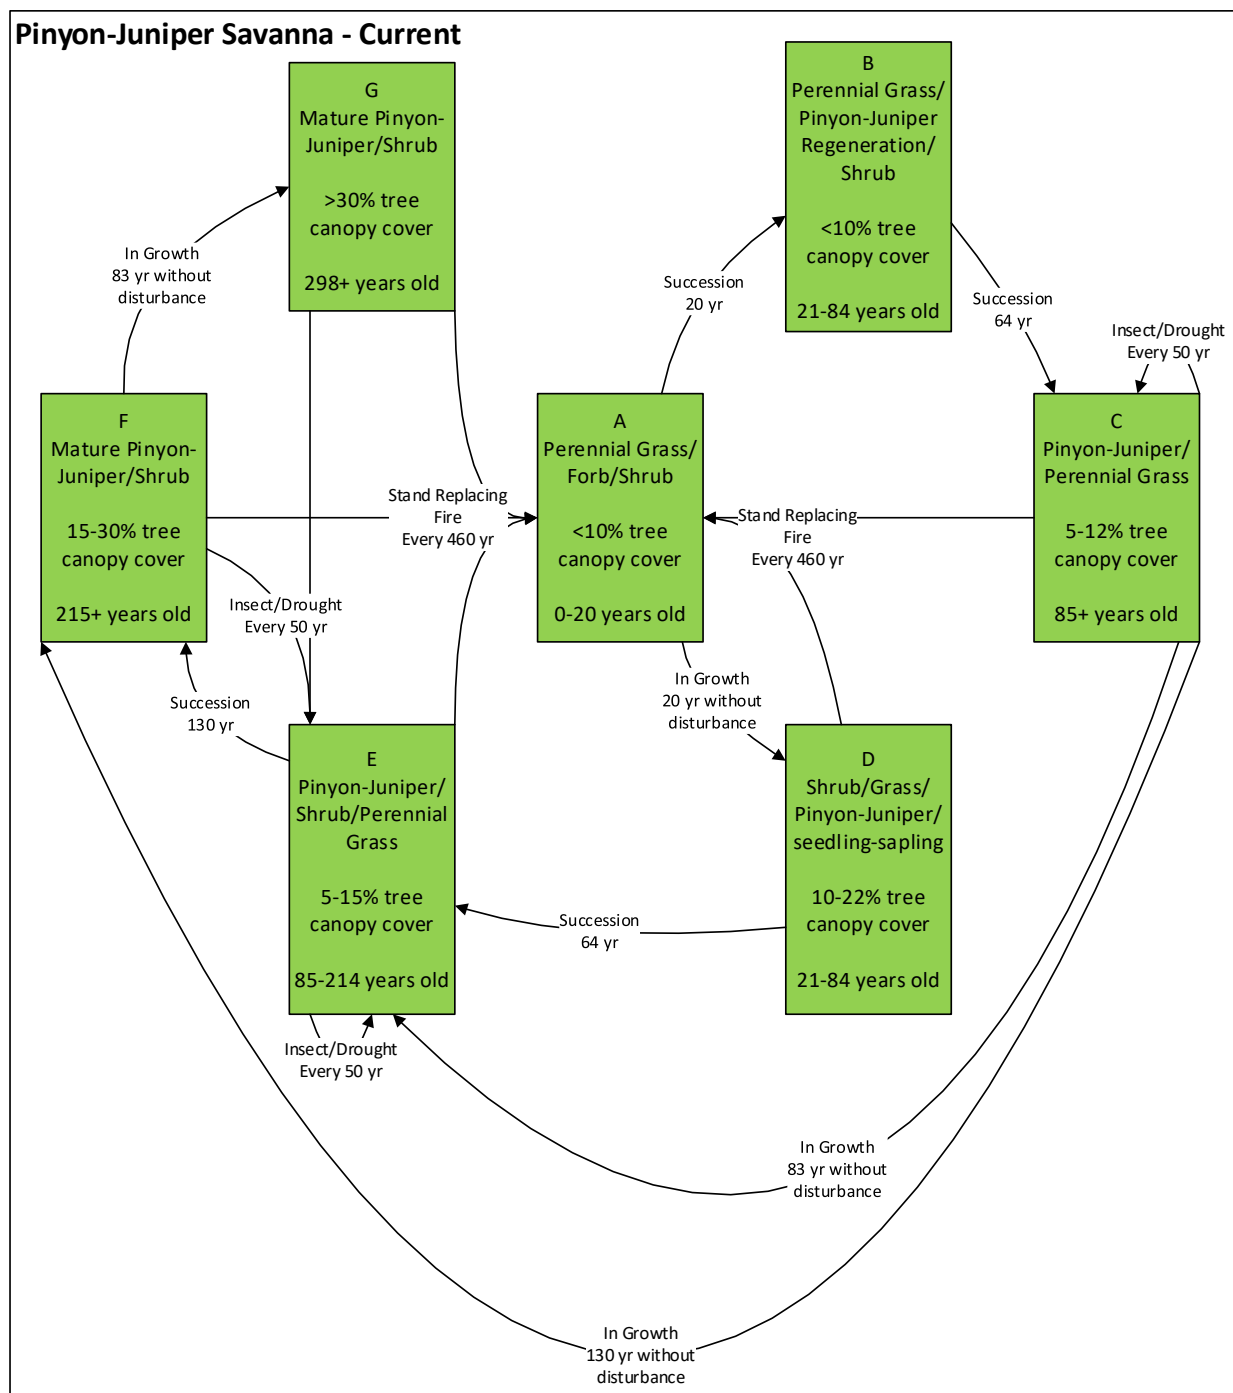 Pinyon-Juniper Savanna - Current
G
Mature Pinyon-
Juniper/Shrub
>30% tree
canopy cover
298+ years old
B
Perennial Grass/
Pinyon-Juniper
Regeneration/
Shrub
<10% tree
canopy cover
21-84 years old
In Growth
83 yr without
disturbance
Succession
20 yr
Succession
64 yr
Insect/Drought
Every 50 yr
F
Mature Pinyon-
Juniper/Shrub
15-30% tree
canopy cover
215+ years old
Stand Replacing
Fire
Every 460 yr
A
Perennial Grass/
Forb/Shrub
<10% tree
canopy cover
0-20 years old
Stand Replacing
Fire
Every 460 yr
C
Pinyon-Juniper/
Perennial Grass
5-12% tree
canopy cover
85+ years old
Insect/Drought
Every 50 yr
Succession
130 yr
In Growth
20 yr without
disturbance
E
Pinyon-Juniper/
Shrub/Perennial
Grass
5-15% tree
canopy cover
85-214 years old
Succession
64 yr
D
Shrub/Grass/
Pinyon-Juniper/
seedling-sapling
10-22% tree
canopy cover
21-84 years old
Insect/Drought
Every 50 yr
In Growth
83 yr without
disturbance
In Growth
130 yr without
disturbance